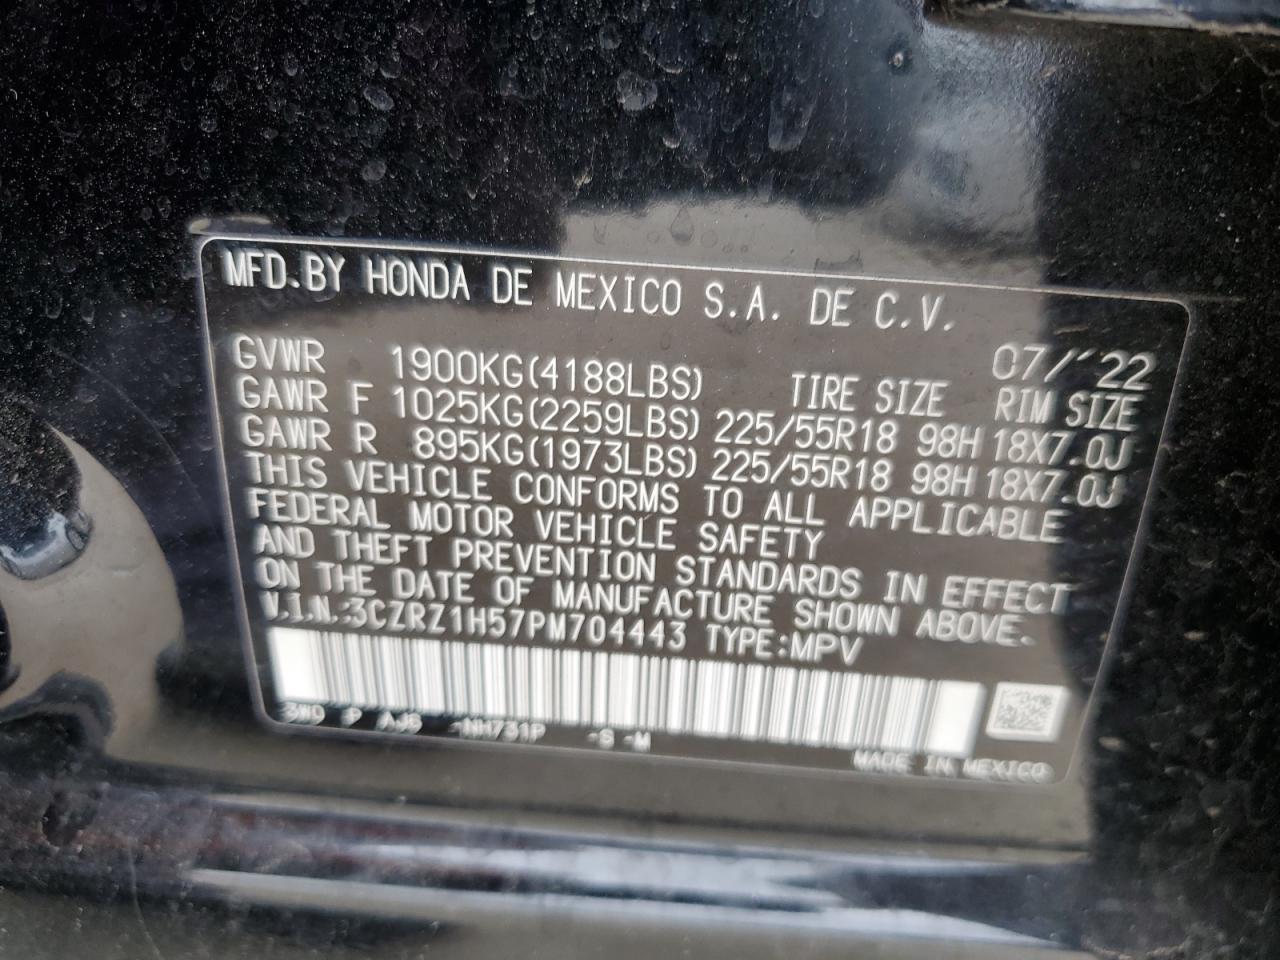 MFD.BY HONDA DE MEXICO S.A. DE C.V.
07/'22
GVWR 1900KG(4188LBS) TIRE SIZE RIM SIZE
GAWR F 1025KG(2259LBS) 225/55R18 98H 18X7.0J
GAWR R 895KG(1973LBS) 225/55R18 98H 18X7.0J
THIS VEHICLE CONFORMS TO ALL APPLICABLE
FEDERAL MOTOR VEHICLE SAFETY
AND THEFT PREVENTION STANDARDS IN EFFECT
ON THE DATE OF MANUFACTURE SHOWN ABOVE.
V.I.N.:3CZRZ1H57PM704443 TYPE:MPV
3W0 P AJ6 -NH731P -S -M
MADE IN MEXICO